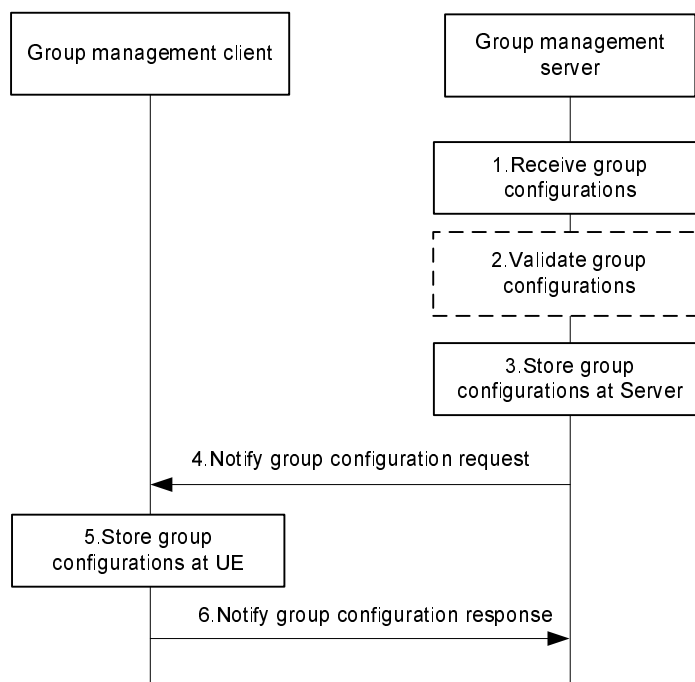 Group management client
Group management
server
1.Receive group
configurations
2.Validate group
configurations
3.Store group
configurations at Server
4.Notify group configuration request
5.Store group
configurations at UE
6.Notify group configuration response